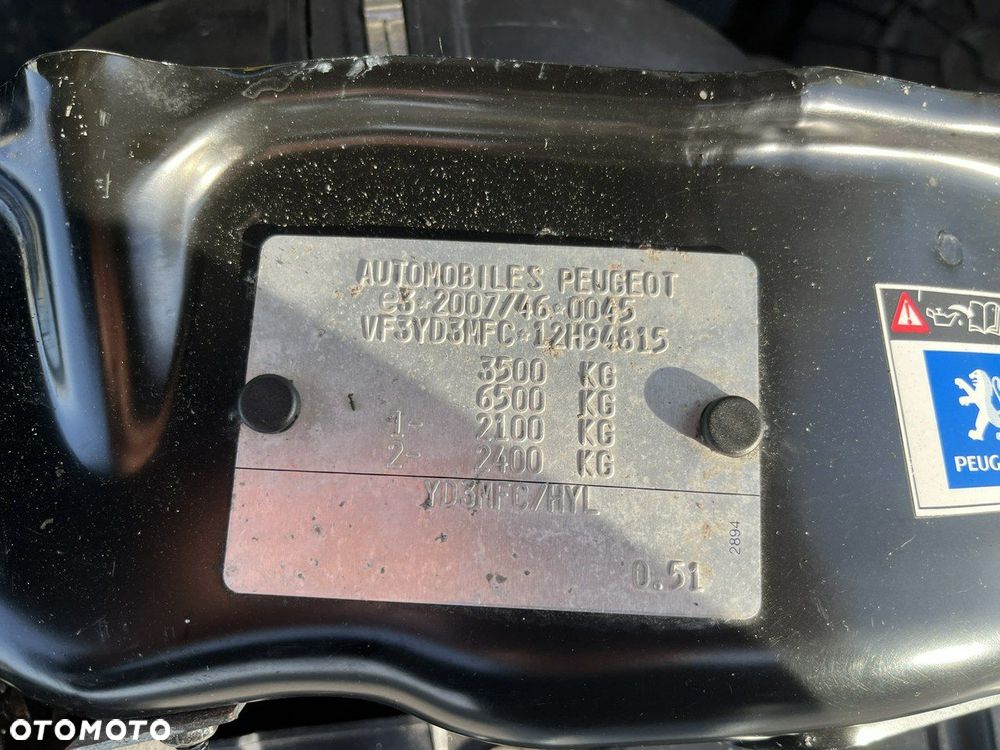 AUTOMOBILES PEUGEOT
e3*2007/46*0045
VF3YD3MFC*12H94815
3500 KG
6500 KG
1- 2100 KG
2- 2400 KG
YD3MFC/HYL
2894
0.51
PEUG
OTOMOTO